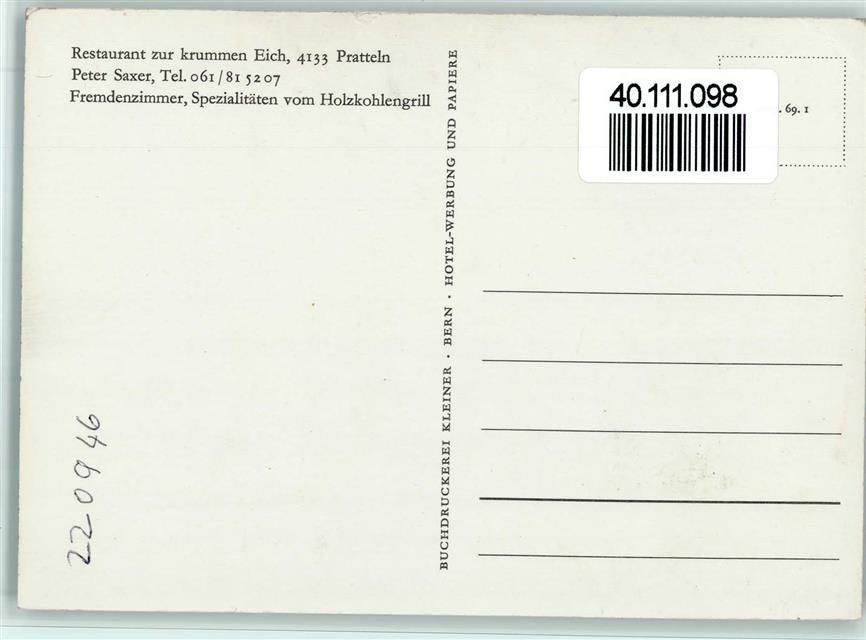 Restaurant zur krummen Eich, 4133 Pratteln
Peter Saxer, Tel. 061/81 52 07
Fremdenzimmer, Spezialitäten vom Holzkohlengrill
BUCHDRUCKEREI KLEINER · BERN · HOTEL-WERBUNG UND PAPIERE
40.111.098
. 69. 1
220946